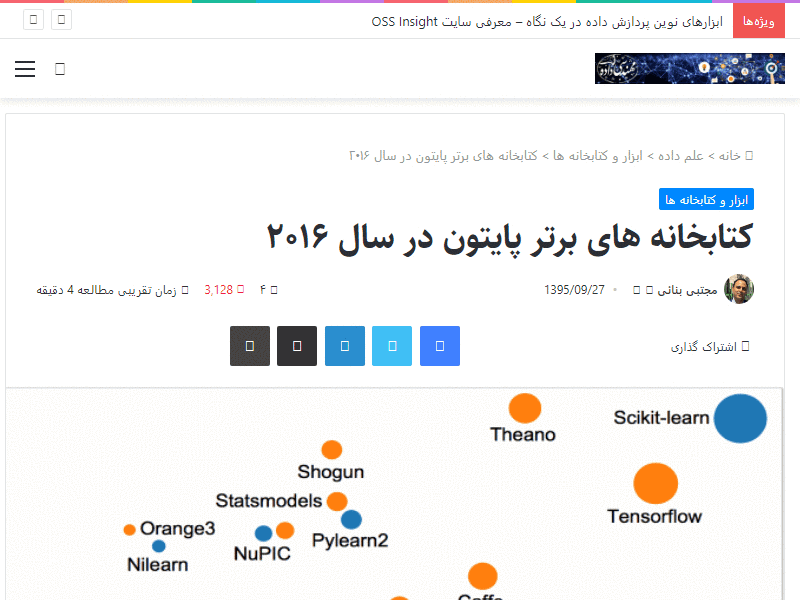 ویژه‌ها
ابزارهای نوین پردازش داده در یک نگاه – معرفی سایت OSS Insight
مهندسی داده
خانه > علم داده > ابزار و کتابخانه ها > کتابخانه های برتر پایتون در سال ۲۰۱۶
ابزار و کتابخانه ها
کتابخانه های برتر پایتون در سال ۲۰۱۶
مجتبی بنائی
1395/09/27
۴
3,128
زمان تقریبی مطالعه 4 دقیقه
اشتراک گذاری
Scikit-learn
Theano
Shogun
Statsmodels
Tensorflow
Orange3
Pylearn2
NuPIC
Nilearn
Caffe